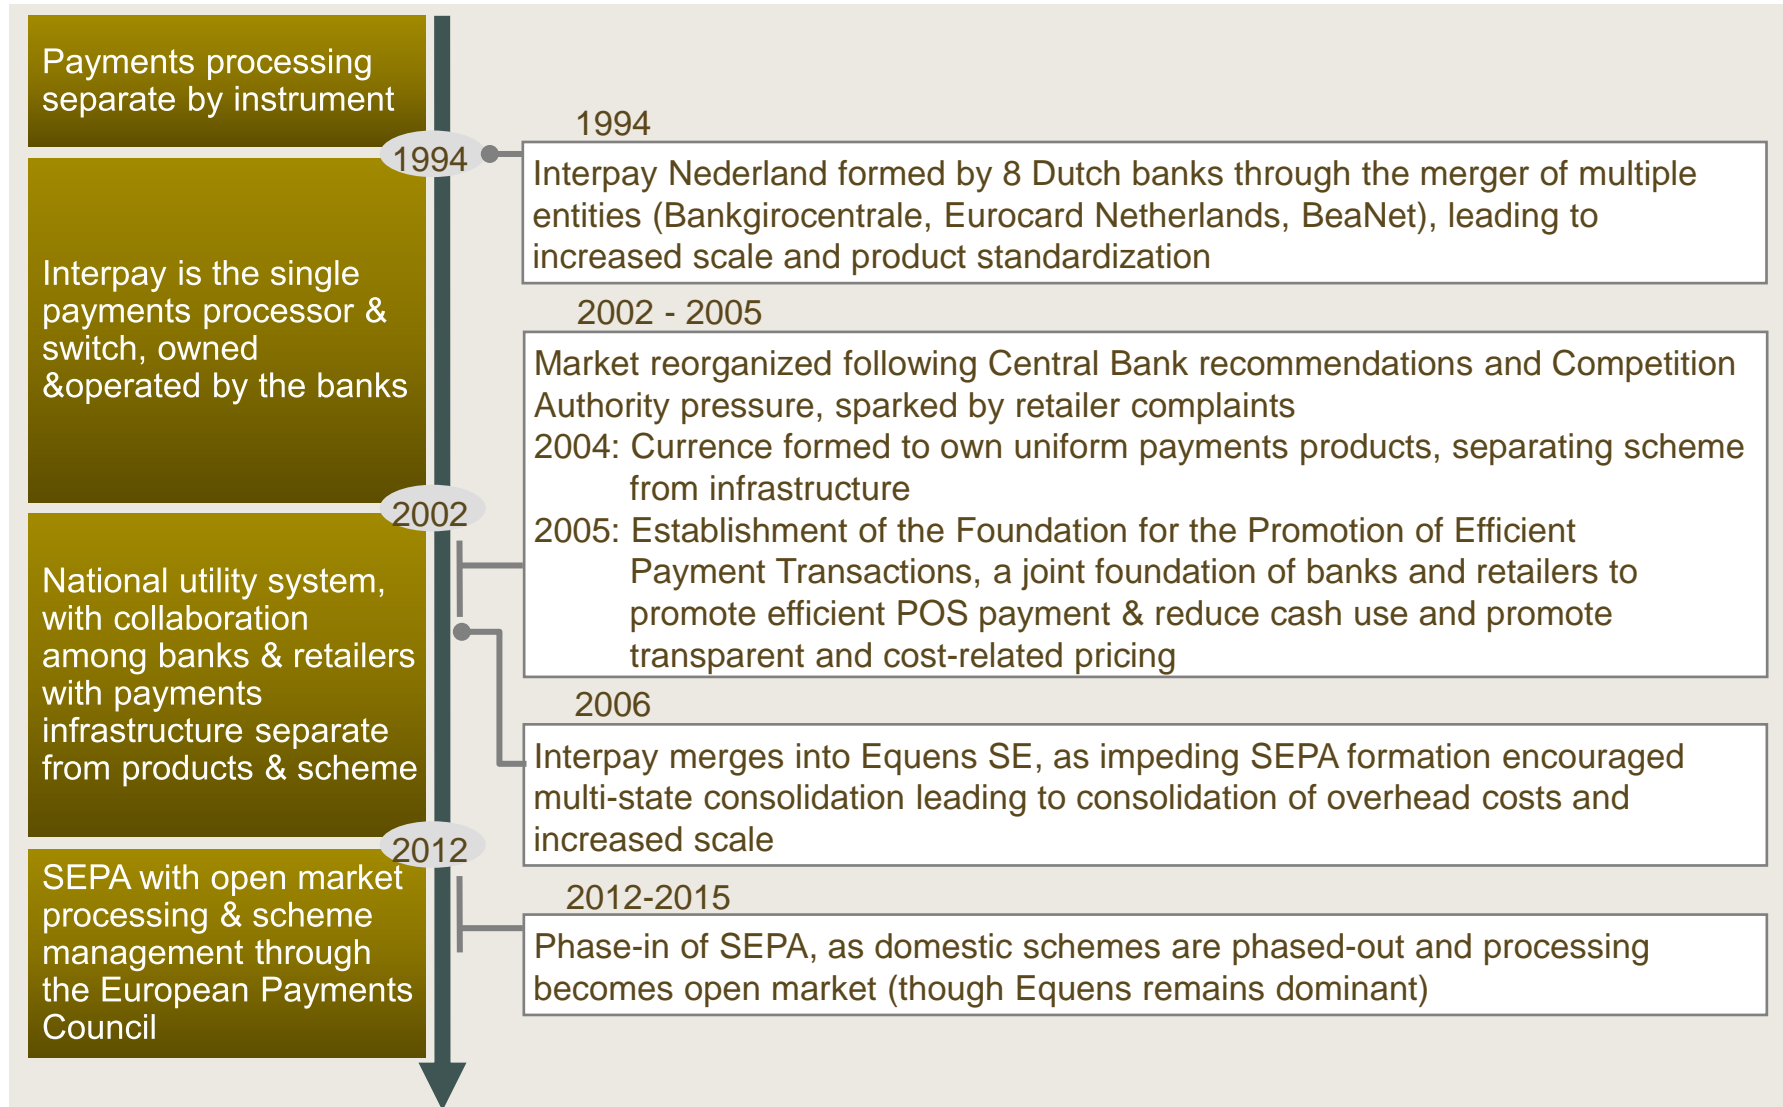 Payments processing
separate by instrument
1994
1994
Interpay Nederland formed by 8 Dutch banks through the merger of multiple
entities (Bankgirocentrale, Eurocard Netherlands, BeaNet), leading to
increased scale and product standardization
Interpay is the single
payments processor &
switch, owned
&operated by the banks
2002 - 2005
Market reorganized following Central Bank recommendations and Competition
Authority pressure, sparked by retailer complaints
2004: Currence formed to own uniform payments products, separating scheme
from infrastructure
2005: Establishment of the Foundation for the Promotion of Efficient
Payment Transactions, a joint foundation of banks and retailers to
promote efficient POS payment & reduce cash use and promote
transparent and cost-related pricing
2002
National utility system,
with collaboration
among banks & retailers
with payments
infrastructure separate
from products & scheme
2006
Interpay merges into Equens SE, as impeding SEPA formation encouraged
multi-state consolidation leading to consolidation of overhead costs and
increased scale
2012
SEPA with open market
processing & scheme
management through
the European Payments
Council
2012-2015
Phase-in of SEPA, as domestic schemes are phased-out and processing
becomes open market (though Equens remains dominant)